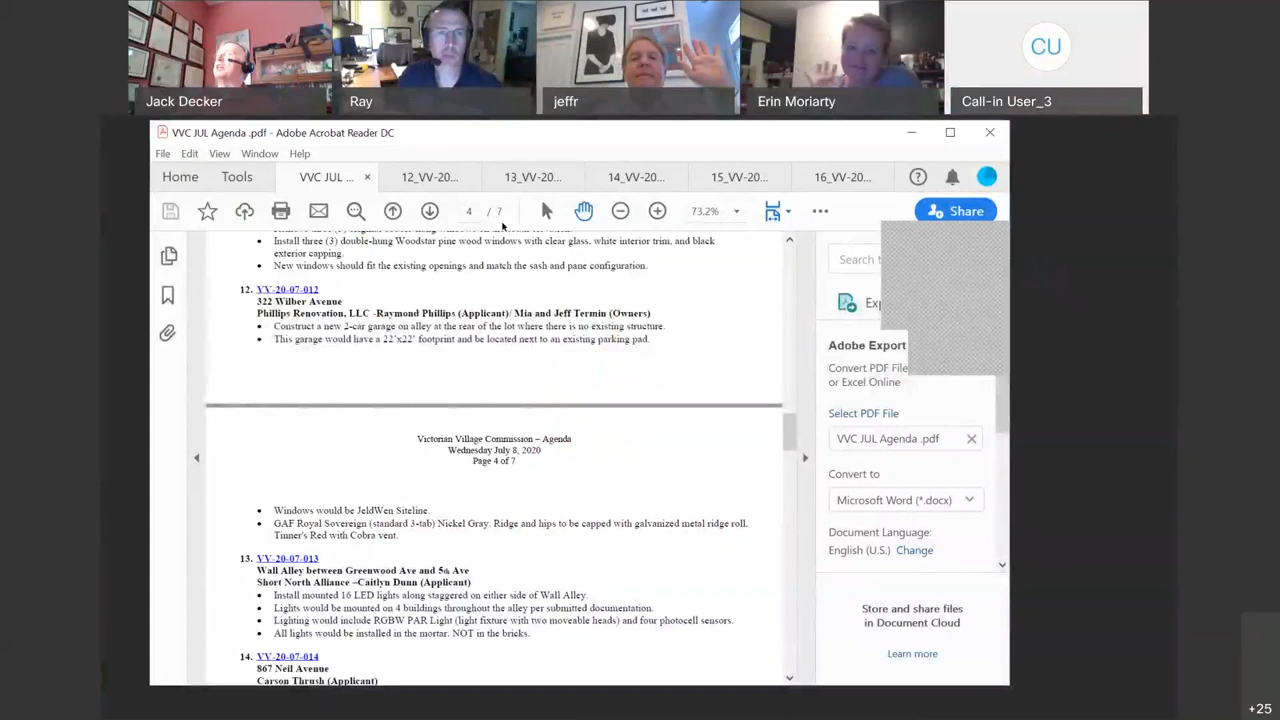 CU
Jack Decker
Ray
jeffr
Erin Moriarty
Call-in User_3
VVC JUL Agenda .pdf - Adobe Acrobat Reader DC
File Edit View Window Help
Home Tools VVC JUL ... × 12_VV-20... 13_VV-20... 14_VV-20... 15_VV-20... 16_VV-20...
4 / 7 73.2% Share
• Install three (3) double-hung Woodstar pine wood windows with clear glass, white interior trim, and black
exterior capping.
• New windows should fit the existing openings and match the sash and pane configuration.
12. VV-20-07-012
322 Wilber Avenue
Phillips Renovation, LLC -Raymond Phillips (Applicant)/ Mia and Jeff Termin (Owners)
• Construct a new 2-car garage on alley at the rear of the lot where there is no existing structure.
• This garage would have a 22'x22' footprint and be located next to an existing parking pad.
Victorian Village Commission – Agenda
Wednesday July 8, 2020
Page 4 of 7
• Windows would be JeldWen Siteline.
• GAF Royal Sovereign (standard 3-tab) Nickel Gray. Ridge and hips to be capped with galvanized metal ridge roll.
Tinner's Red with Cobra vent.
13. VV-20-07-013
Wall Alley between Greenwood Ave and 5th Ave
Short North Alliance –Caitlyn Dunn (Applicant)
• Install mounted 16 LED lights along staggered on either side of Wall Alley.
• Lights would be mounted on 4 buildings throughout the alley per submitted documentation.
• Lighting would include RGBW PAR Light (light fixture with two moveable heads) and four photocell sensors.
• All lights would be installed in the mortar, NOT in the bricks.
14. VV-20-07-014
867 Neil Avenue
Carson Thrush (Applicant)
Search
Adobe Export
Convert PDF File
or Excel Online
Select PDF File
VVC JUL Agenda .pdf ×
Convert to
Microsoft Word (*.docx)
Document Language:
English (U.S.) Change
Store and share files
in Document Cloud
Learn more
+25